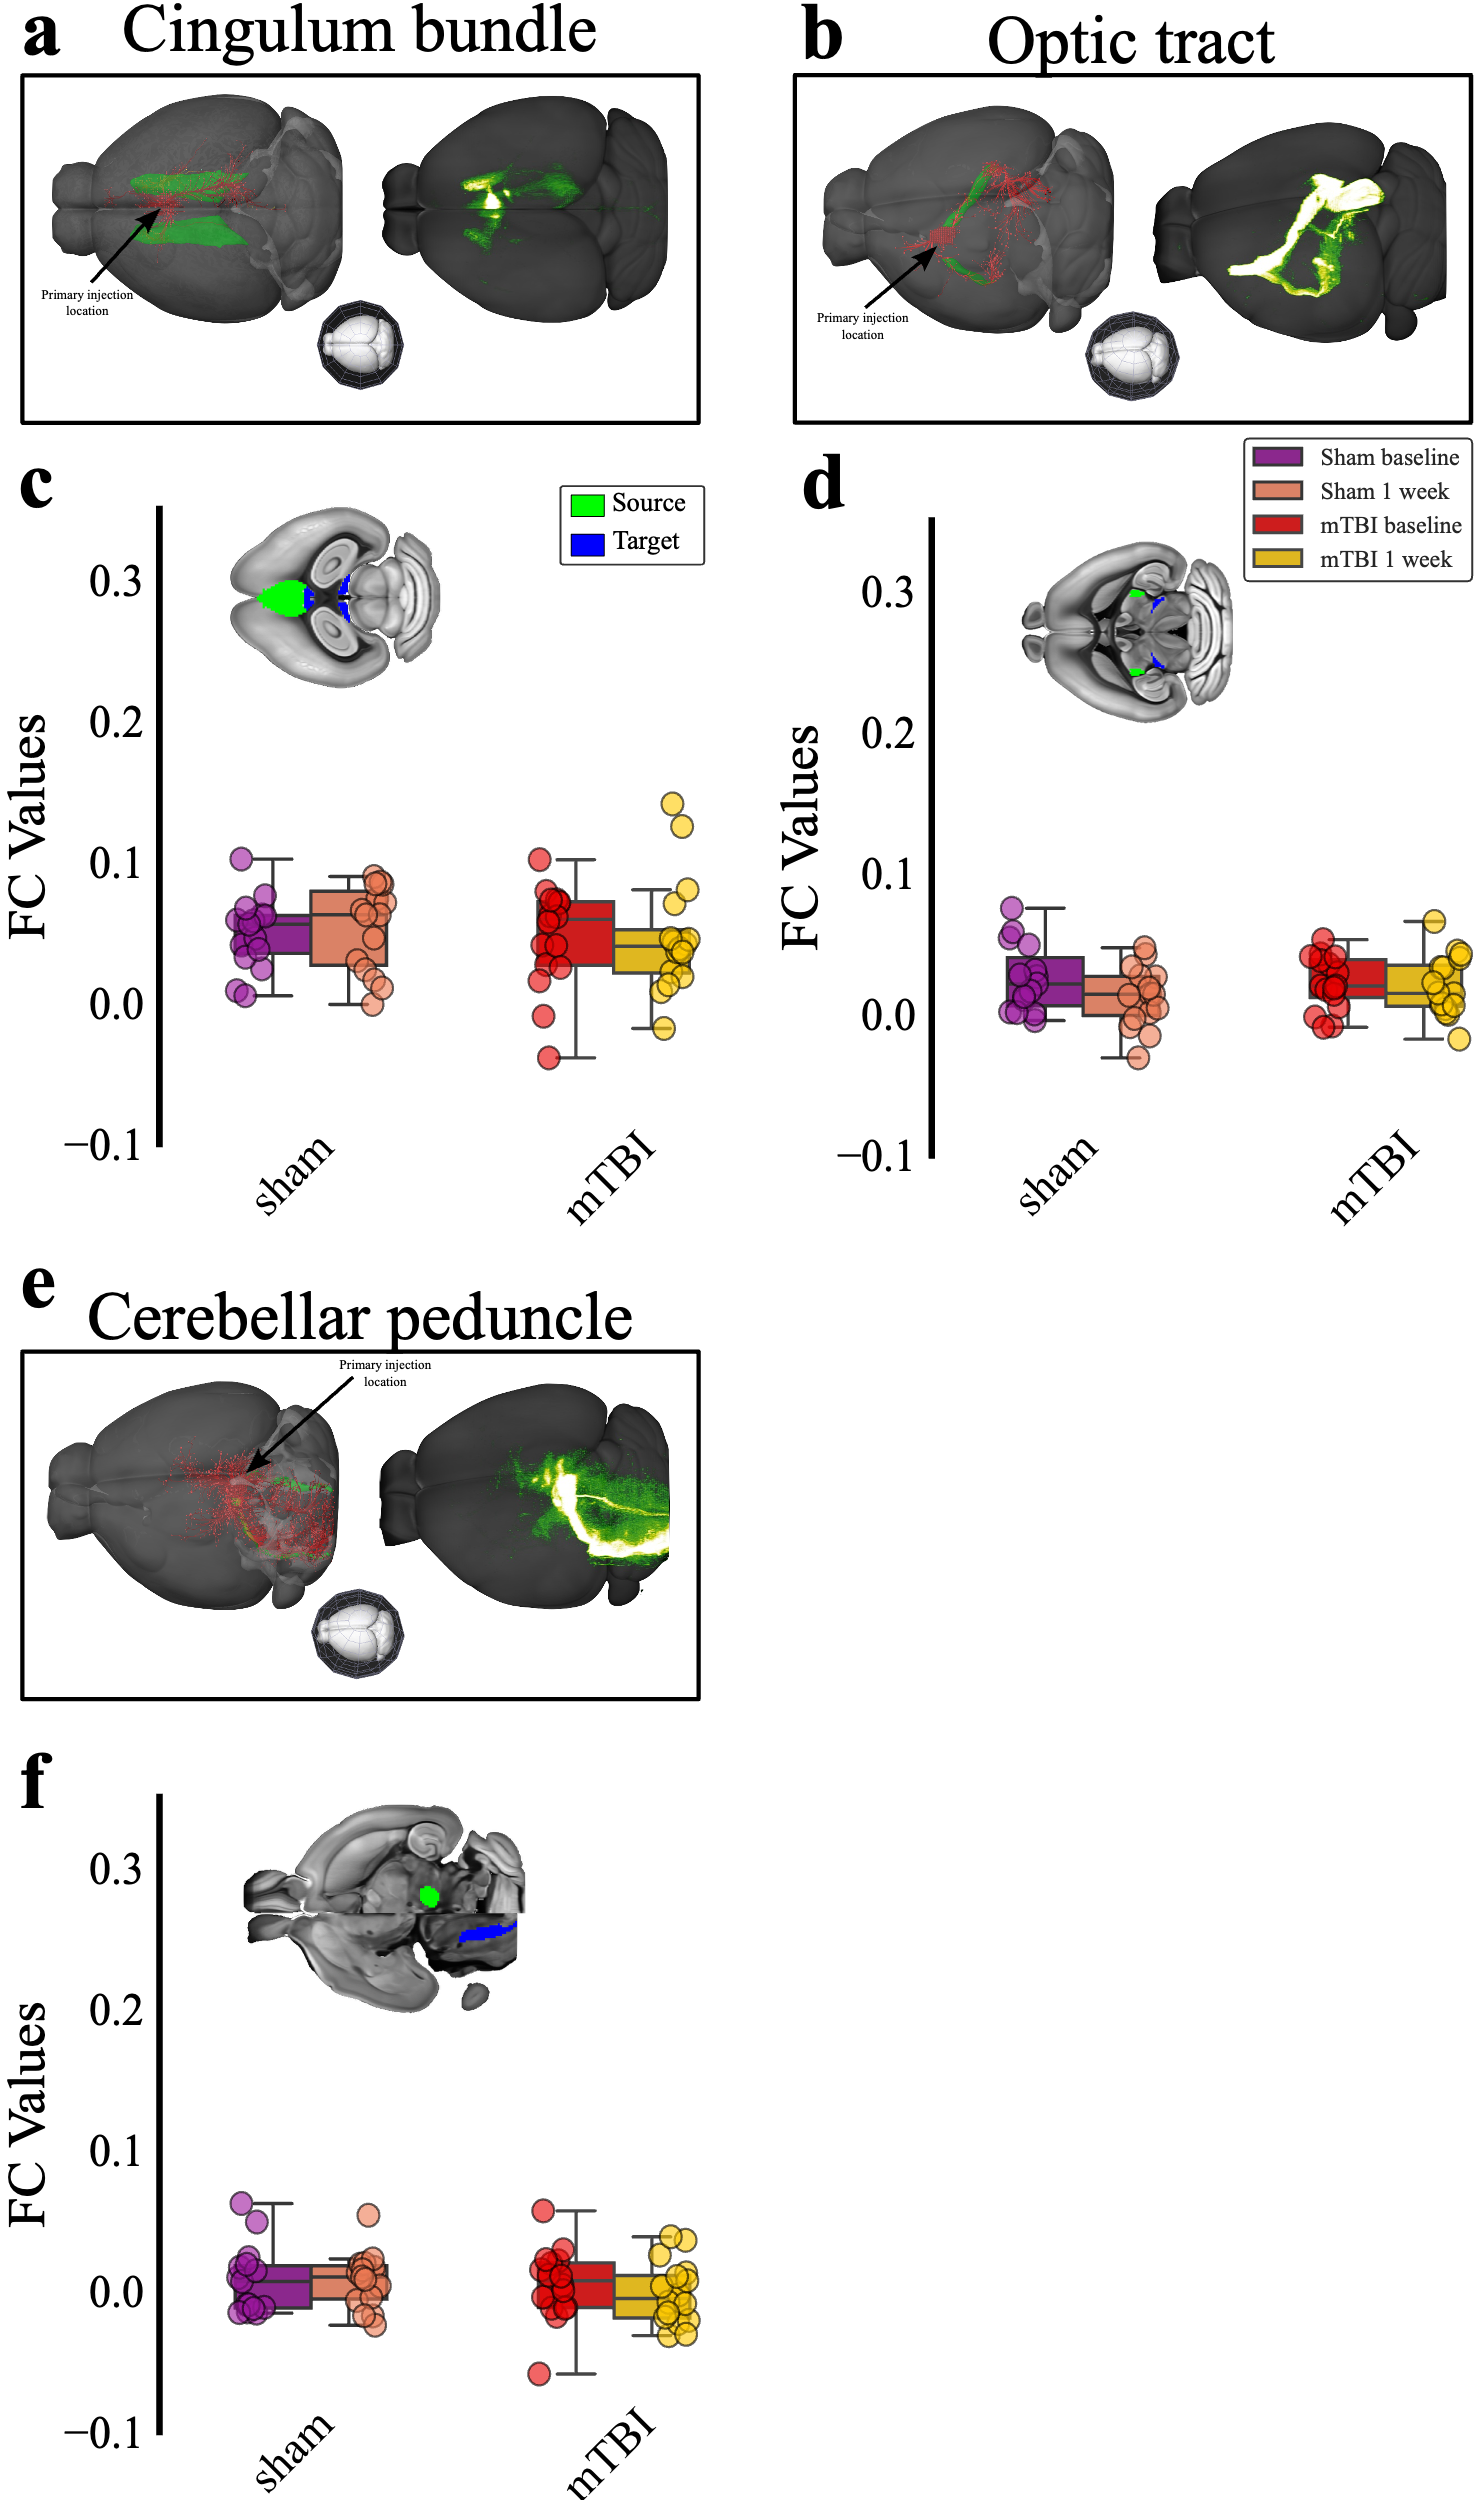 a Cingulum bundle
Primary injection
location
b Optic tract
Primary injection
location
c
Source
Target
FC Values
0.3
0.2
0.1
0.0
−0.1
sham
mTBI
d
Sham baseline
Sham 1 week
mTBI baseline
mTBI 1 week
FC Values
0.3
0.2
0.1
0.0
−0.1
sham
mTBI
e
Cerebellar peduncle
Primary injection
location
f
FC Values
0.3
0.2
0.1
0.0
−0.1
sham
mTBI